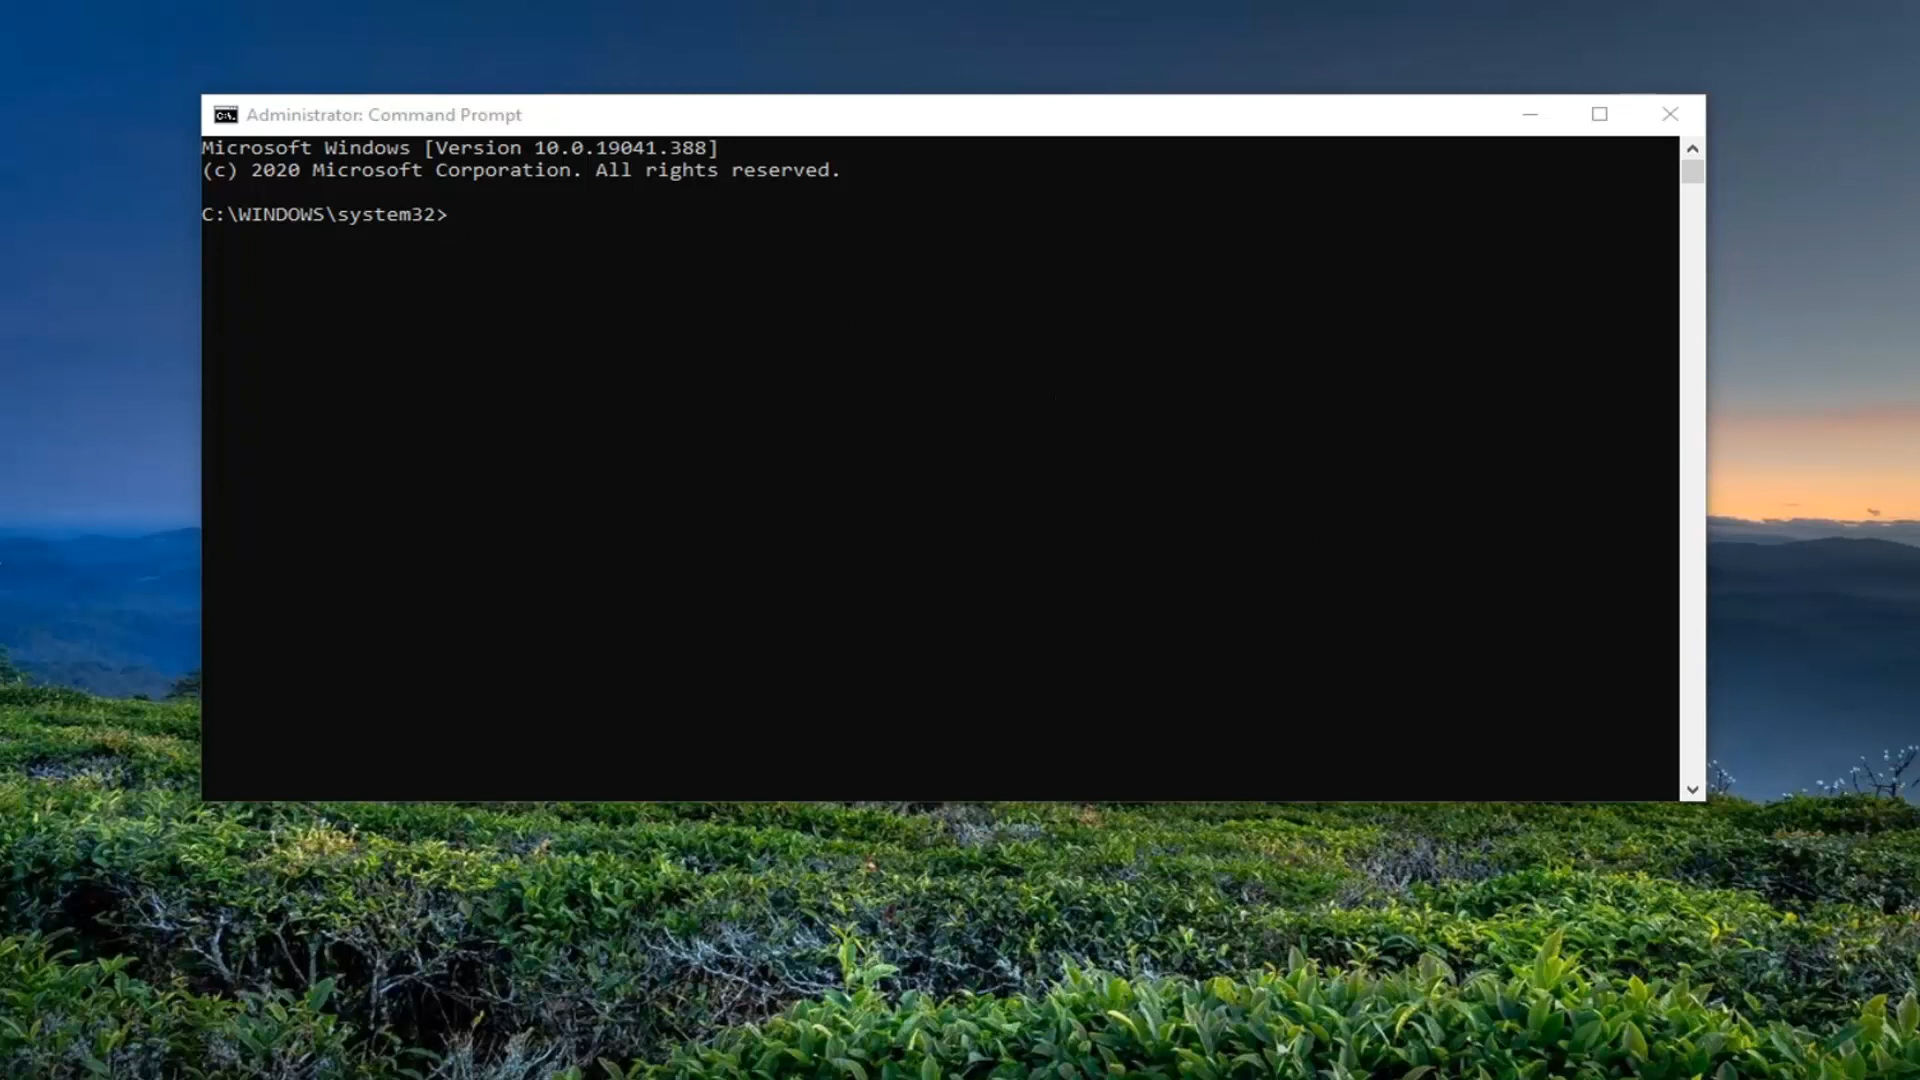 Administrator: Command Prompt
Microsoft Windows [Version 10.0.19041.388]
(c) 2020 Microsoft Corporation. All rights reserved.
C:\WINDOWS\system32>